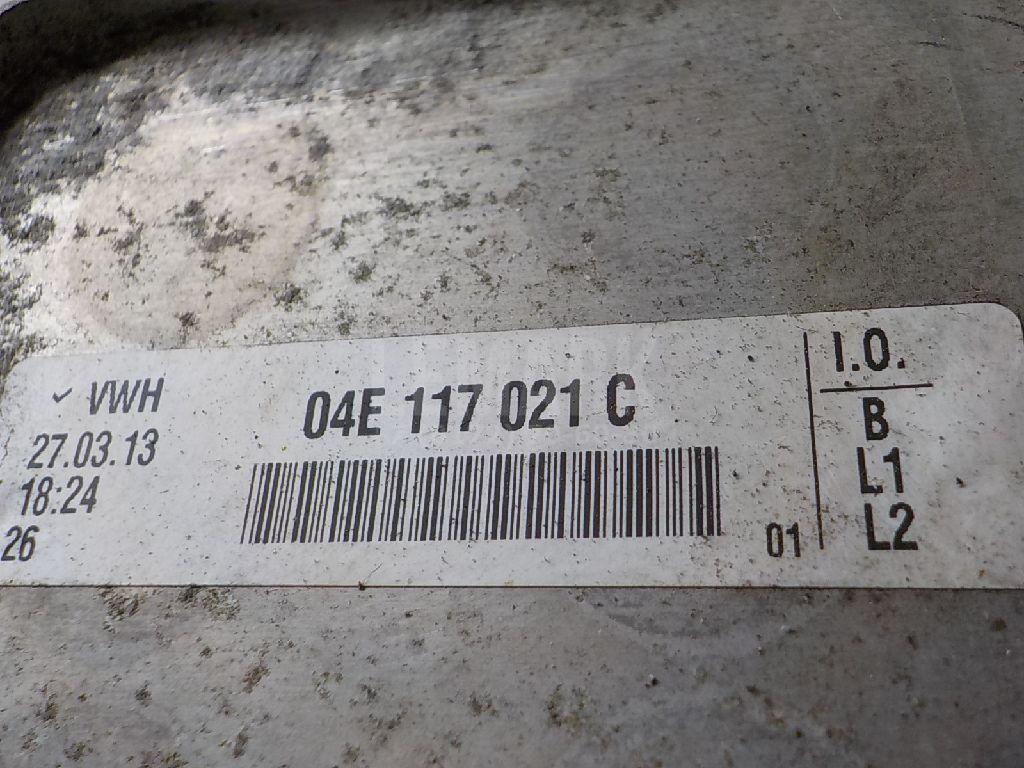 ✓ VWH
27.03.13
18:24
26
04E 117 021 C
01
I.O.
B
L1
L2